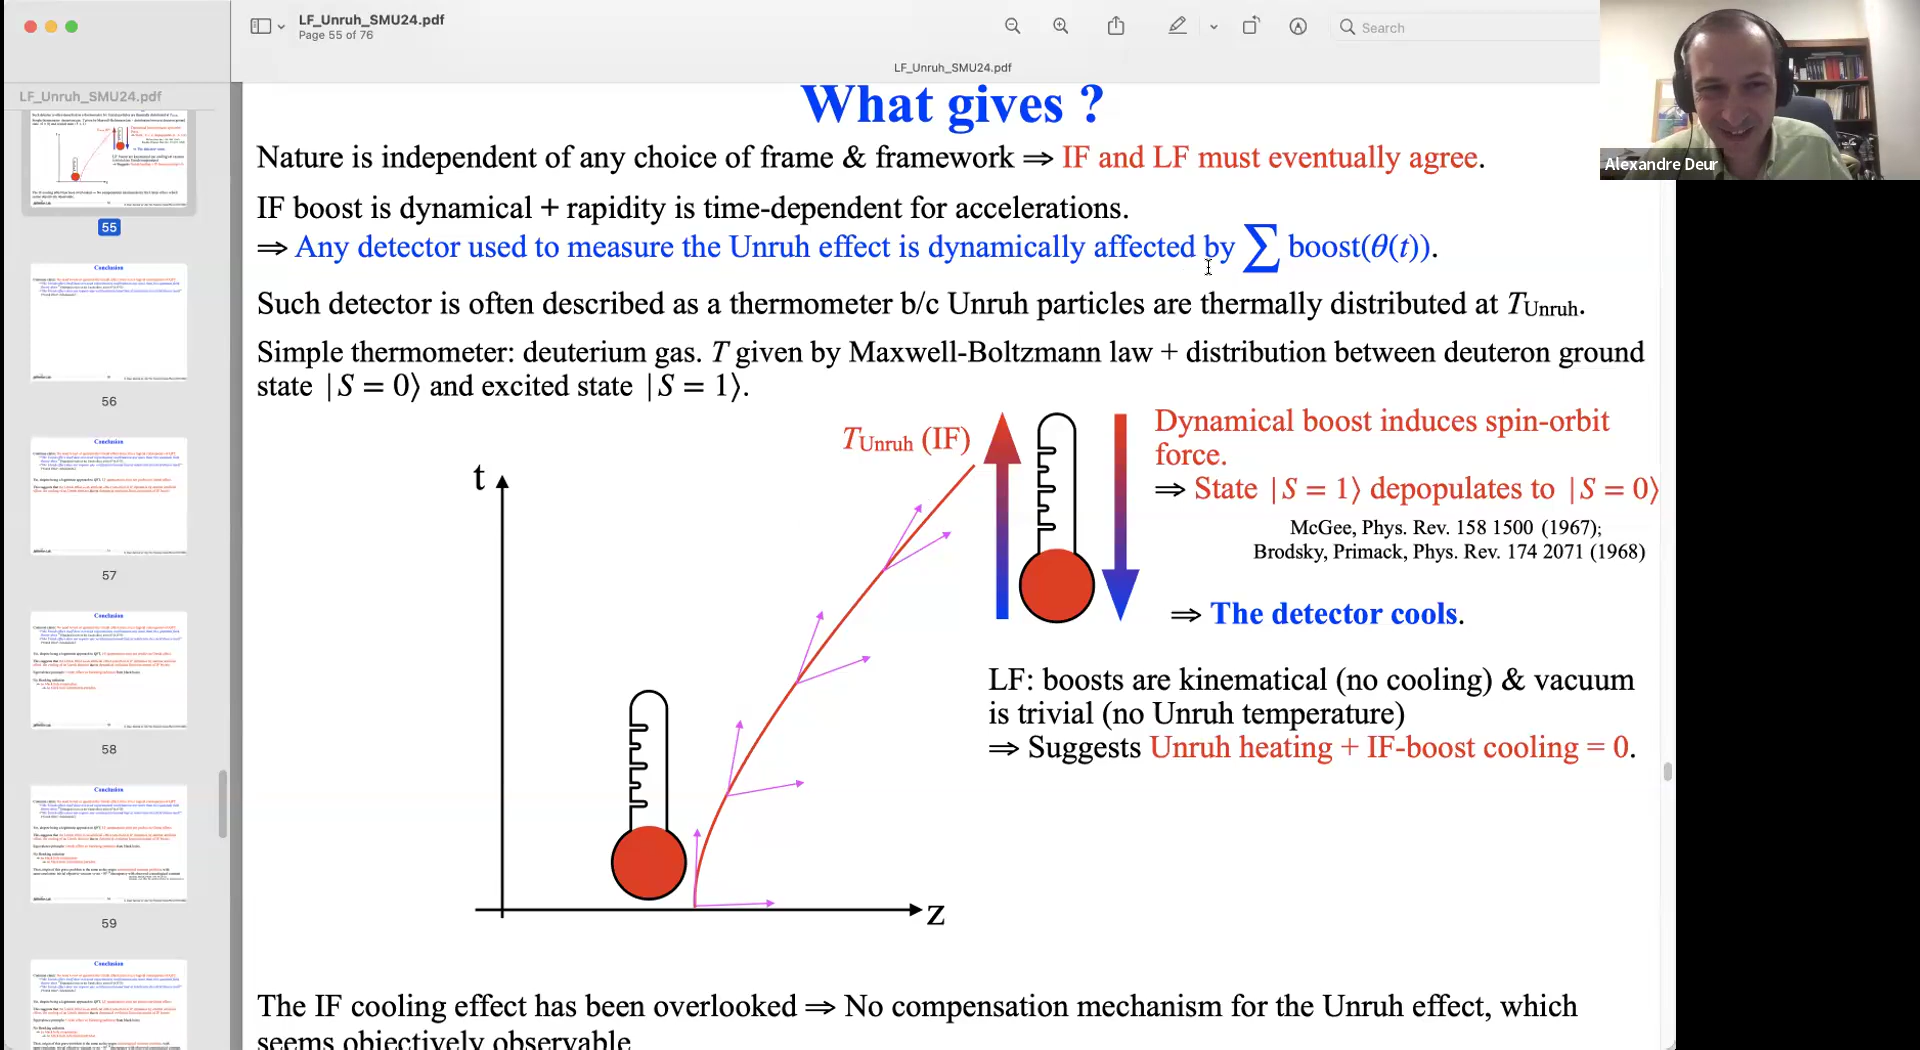 LF_Unruh_SMU24.pdf
Page 55 of 76
Search
LF_Unruh_SMU24.pdf
LF_Unruh_SMU24.pdf
Alexandre Deur
55
Conclusion
56
Conclusion
57
Conclusion
58
Conclusion
59
Conclusion
What gives ?
Nature is independent of any choice of frame & framework ⇒ IF and LF must eventually agree.
IF boost is dynamical + rapidity is time-dependent for accelerations.
⇒ Any detector used to measure the Unruh effect is dynamically affected by ∑ boost(θ(t)).
Such detector is often described as a thermometer b/c Unruh particles are thermally distributed at T_Unruh.
Simple thermometer: deuterium gas. T given by Maxwell-Boltzmann law + distribution between deuteron ground
state |S = 0⟩ and excited state |S = 1⟩.
T_Unruh (IF)
t
z
Dynamical boost induces spin-orbit
force.
⇒ State |S = 1⟩ depopulates to |S = 0⟩
McGee, Phys. Rev. 158 1500 (1967);
Brodsky, Primack, Phys. Rev. 174 2071 (1968)
⇒ The detector cools.
LF: boosts are kinematical (no cooling) & vacuum
is trivial (no Unruh temperature)
⇒ Suggests Unruh heating + IF-boost cooling = 0.
The IF cooling effect has been overlooked ⇒ No compensation mechanism for the Unruh effect, which
seems objectively observable